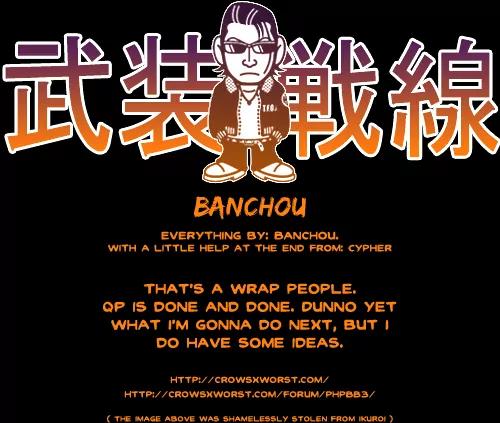 武装戦線
BANCHOU
EVERYTHING BY: BANCHOU.
WITH A LITTLE HELP AT THE END FROM: CYPHER
THAT'S A WRAP PEOPLE.
QP IS DONE AND DONE. DUNNO YET
WHAT I'M GONNA DO NEXT, BUT I
DO HAVE SOME IDEAS.
HTTP://CROWSXWORST.COM/
HTTP://CROWSXWORST.COM/FORUM/PHPBB3/
( THE IMAGE ABOVE WAS SHAMELESSLY STOLEN FROM IKURO! )